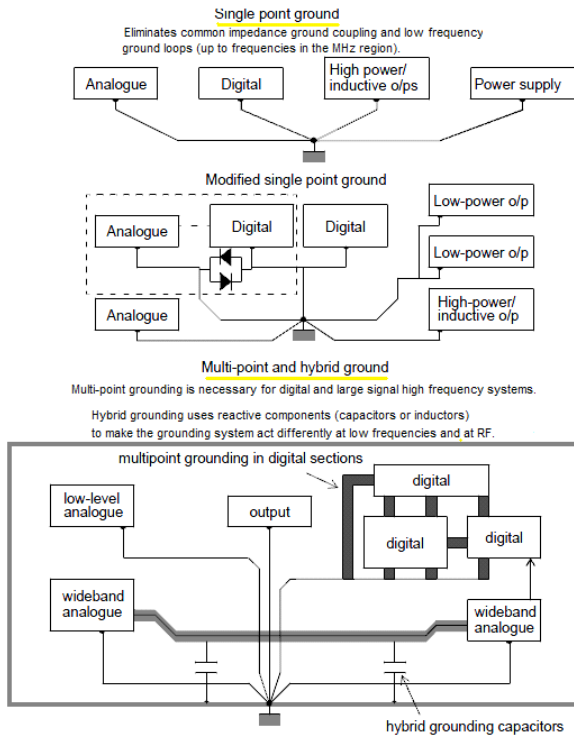 Single point ground
Eliminates common impedance ground coupling and low frequency
ground loops (up to frequencies in the MHz region).
Analogue
Digital
High power/
inductive o/ps
Power supply
Modified single point ground
Analogue
Digital
Digital
Low-power o/p
Low-power o/p
Analogue
High-power/
inductive o/p
Multi-point and hybrid ground
Multi-point grounding is necessary for digital and large signal high frequency systems.
Hybrid grounding uses reactive components (capacitors or inductors)
to make the grounding system act differently at low frequencies and at RF.
multipoint grounding in digital sections
low-level
analogue
output
digital
digital
digital
wideband
analogue
wideband
analogue
hybrid grounding capacitors